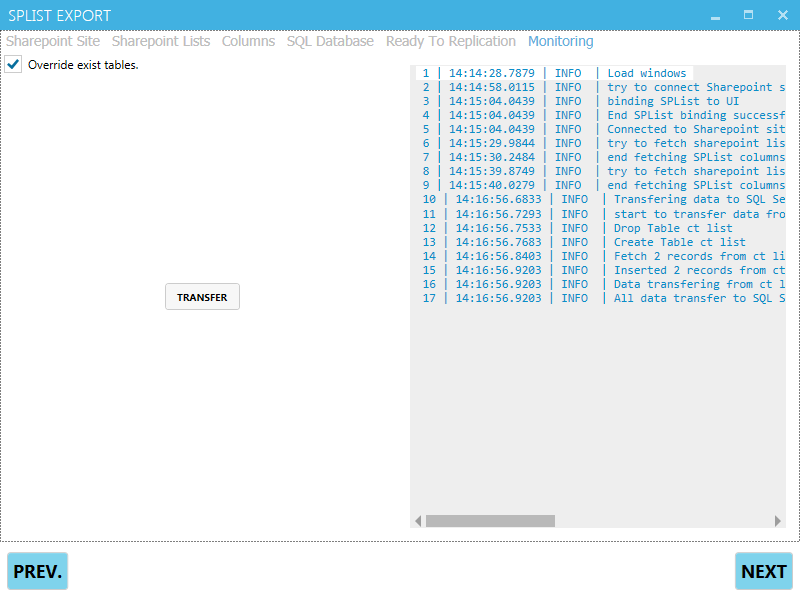 SPLIST EXPORT
Sharepoint Site Sharepoint Lists Columns SQL Database Ready To Replication Monitoring
Override exist tables.
1 | 14:14:28.7879 | INFO | Load windows
2 | 14:14:58.0115 | INFO | try to connect Sharepoint s
3 | 14:15:04.0439 | INFO | binding SPList to UI
4 | 14:15:04.0439 | INFO | End SPList binding successf
5 | 14:15:04.0439 | INFO | Connected to Sharepoint sit
6 | 14:15:29.9844 | INFO | try to fetch sharepoint lis
7 | 14:15:30.2484 | INFO | end fetching SPList columns
8 | 14:15:39.8749 | INFO | try to fetch sharepoint lis
9 | 14:15:40.0279 | INFO | end fetching SPList columns
10 | 14:16:56.6833 | INFO | Transfering data to SQL Se
11 | 14:16:56.7293 | INFO | start to transfer data fro
12 | 14:16:56.7533 | INFO | Drop Table ct list
13 | 14:16:56.7683 | INFO | Create Table ct list
14 | 14:16:56.8403 | INFO | Fetch 2 records from ct li
15 | 14:16:56.9203 | INFO | Inserted 2 records from ct
16 | 14:16:56.9203 | INFO | Data transfering from ct l
17 | 14:16:56.9203 | INFO | All data transfer to SQL S
TRANSFER
PREV.
NEXT